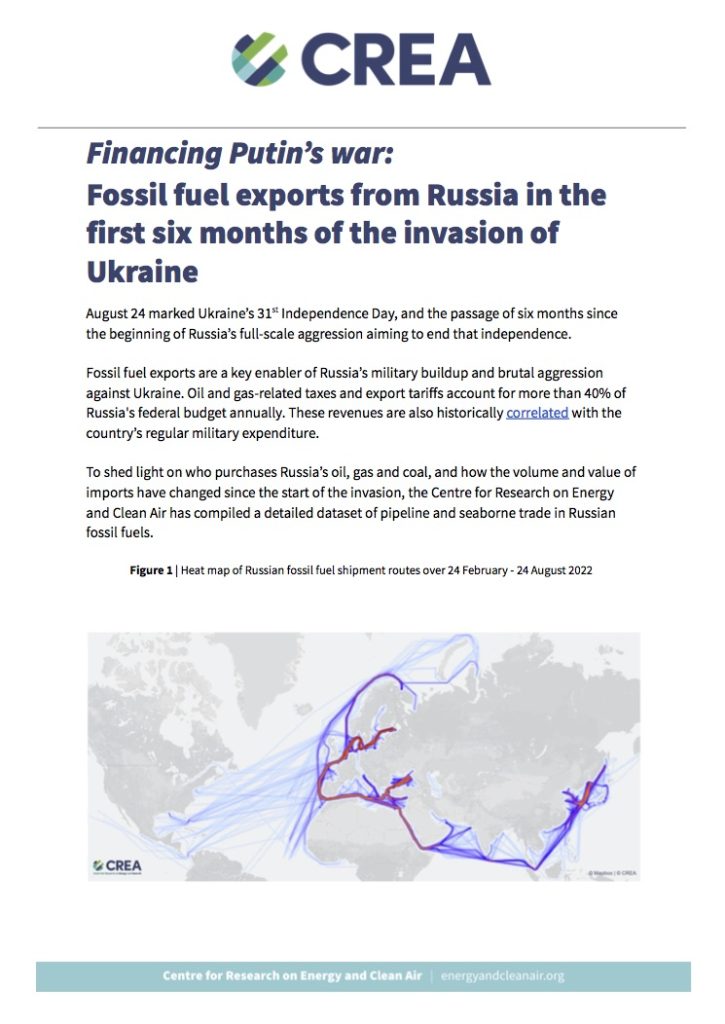 CREA
Financing Putin’s war:
Fossil fuel exports from Russia in the
first six months of the invasion of
Ukraine
August 24 marked Ukraine’s 31st Independence Day, and the passage of six months since
the beginning of Russia’s full-scale aggression aiming to end that independence.
Fossil fuel exports are a key enabler of Russia’s military buildup and brutal aggression
against Ukraine. Oil and gas-related taxes and export tariffs account for more than 40% of
Russia's federal budget annually. These revenues are also historically correlated with the
country’s regular military expenditure.
To shed light on who purchases Russia’s oil, gas and coal, and how the volume and value of
imports have changed since the start of the invasion, the Centre for Research on Energy
and Clean Air has compiled a detailed dataset of pipeline and seaborne trade in Russian
fossil fuels.
Figure 1 | Heat map of Russian fossil fuel shipment routes over 24 February - 24 August 2022
CREA
© Mapbox | © CREA
Centre for Research on Energy and Clean Air | energyandcleanair.org